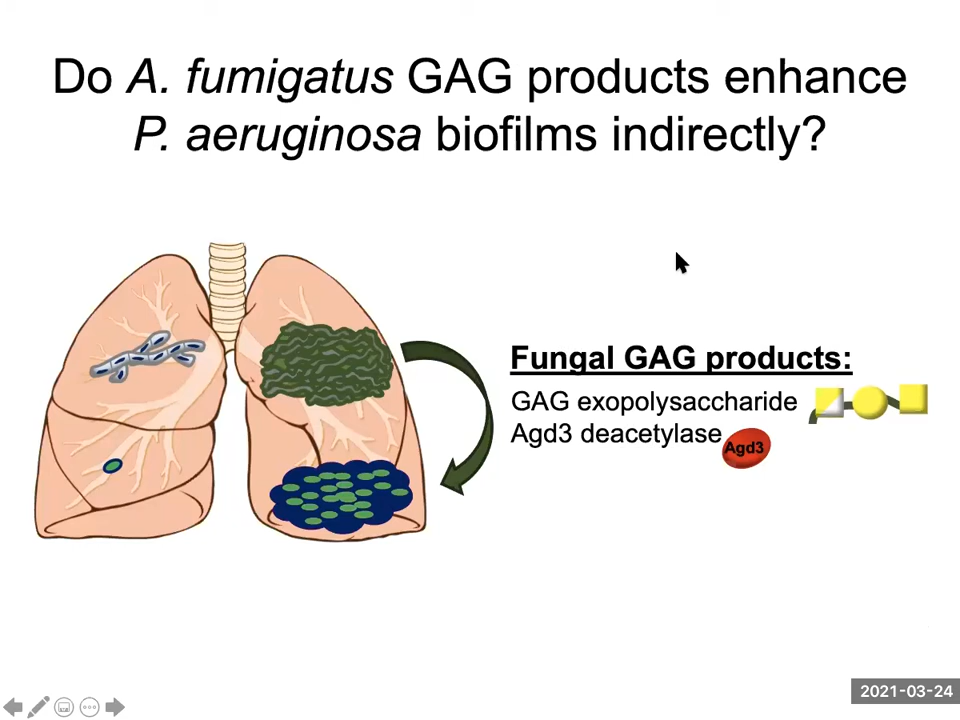 Do A. fumigatus GAG products enhance
P. aeruginosa biofilms indirectly?
Fungal GAG products:
GAG exopolysaccharide
Agd3 deacetylase
Agd3
2021-03-24